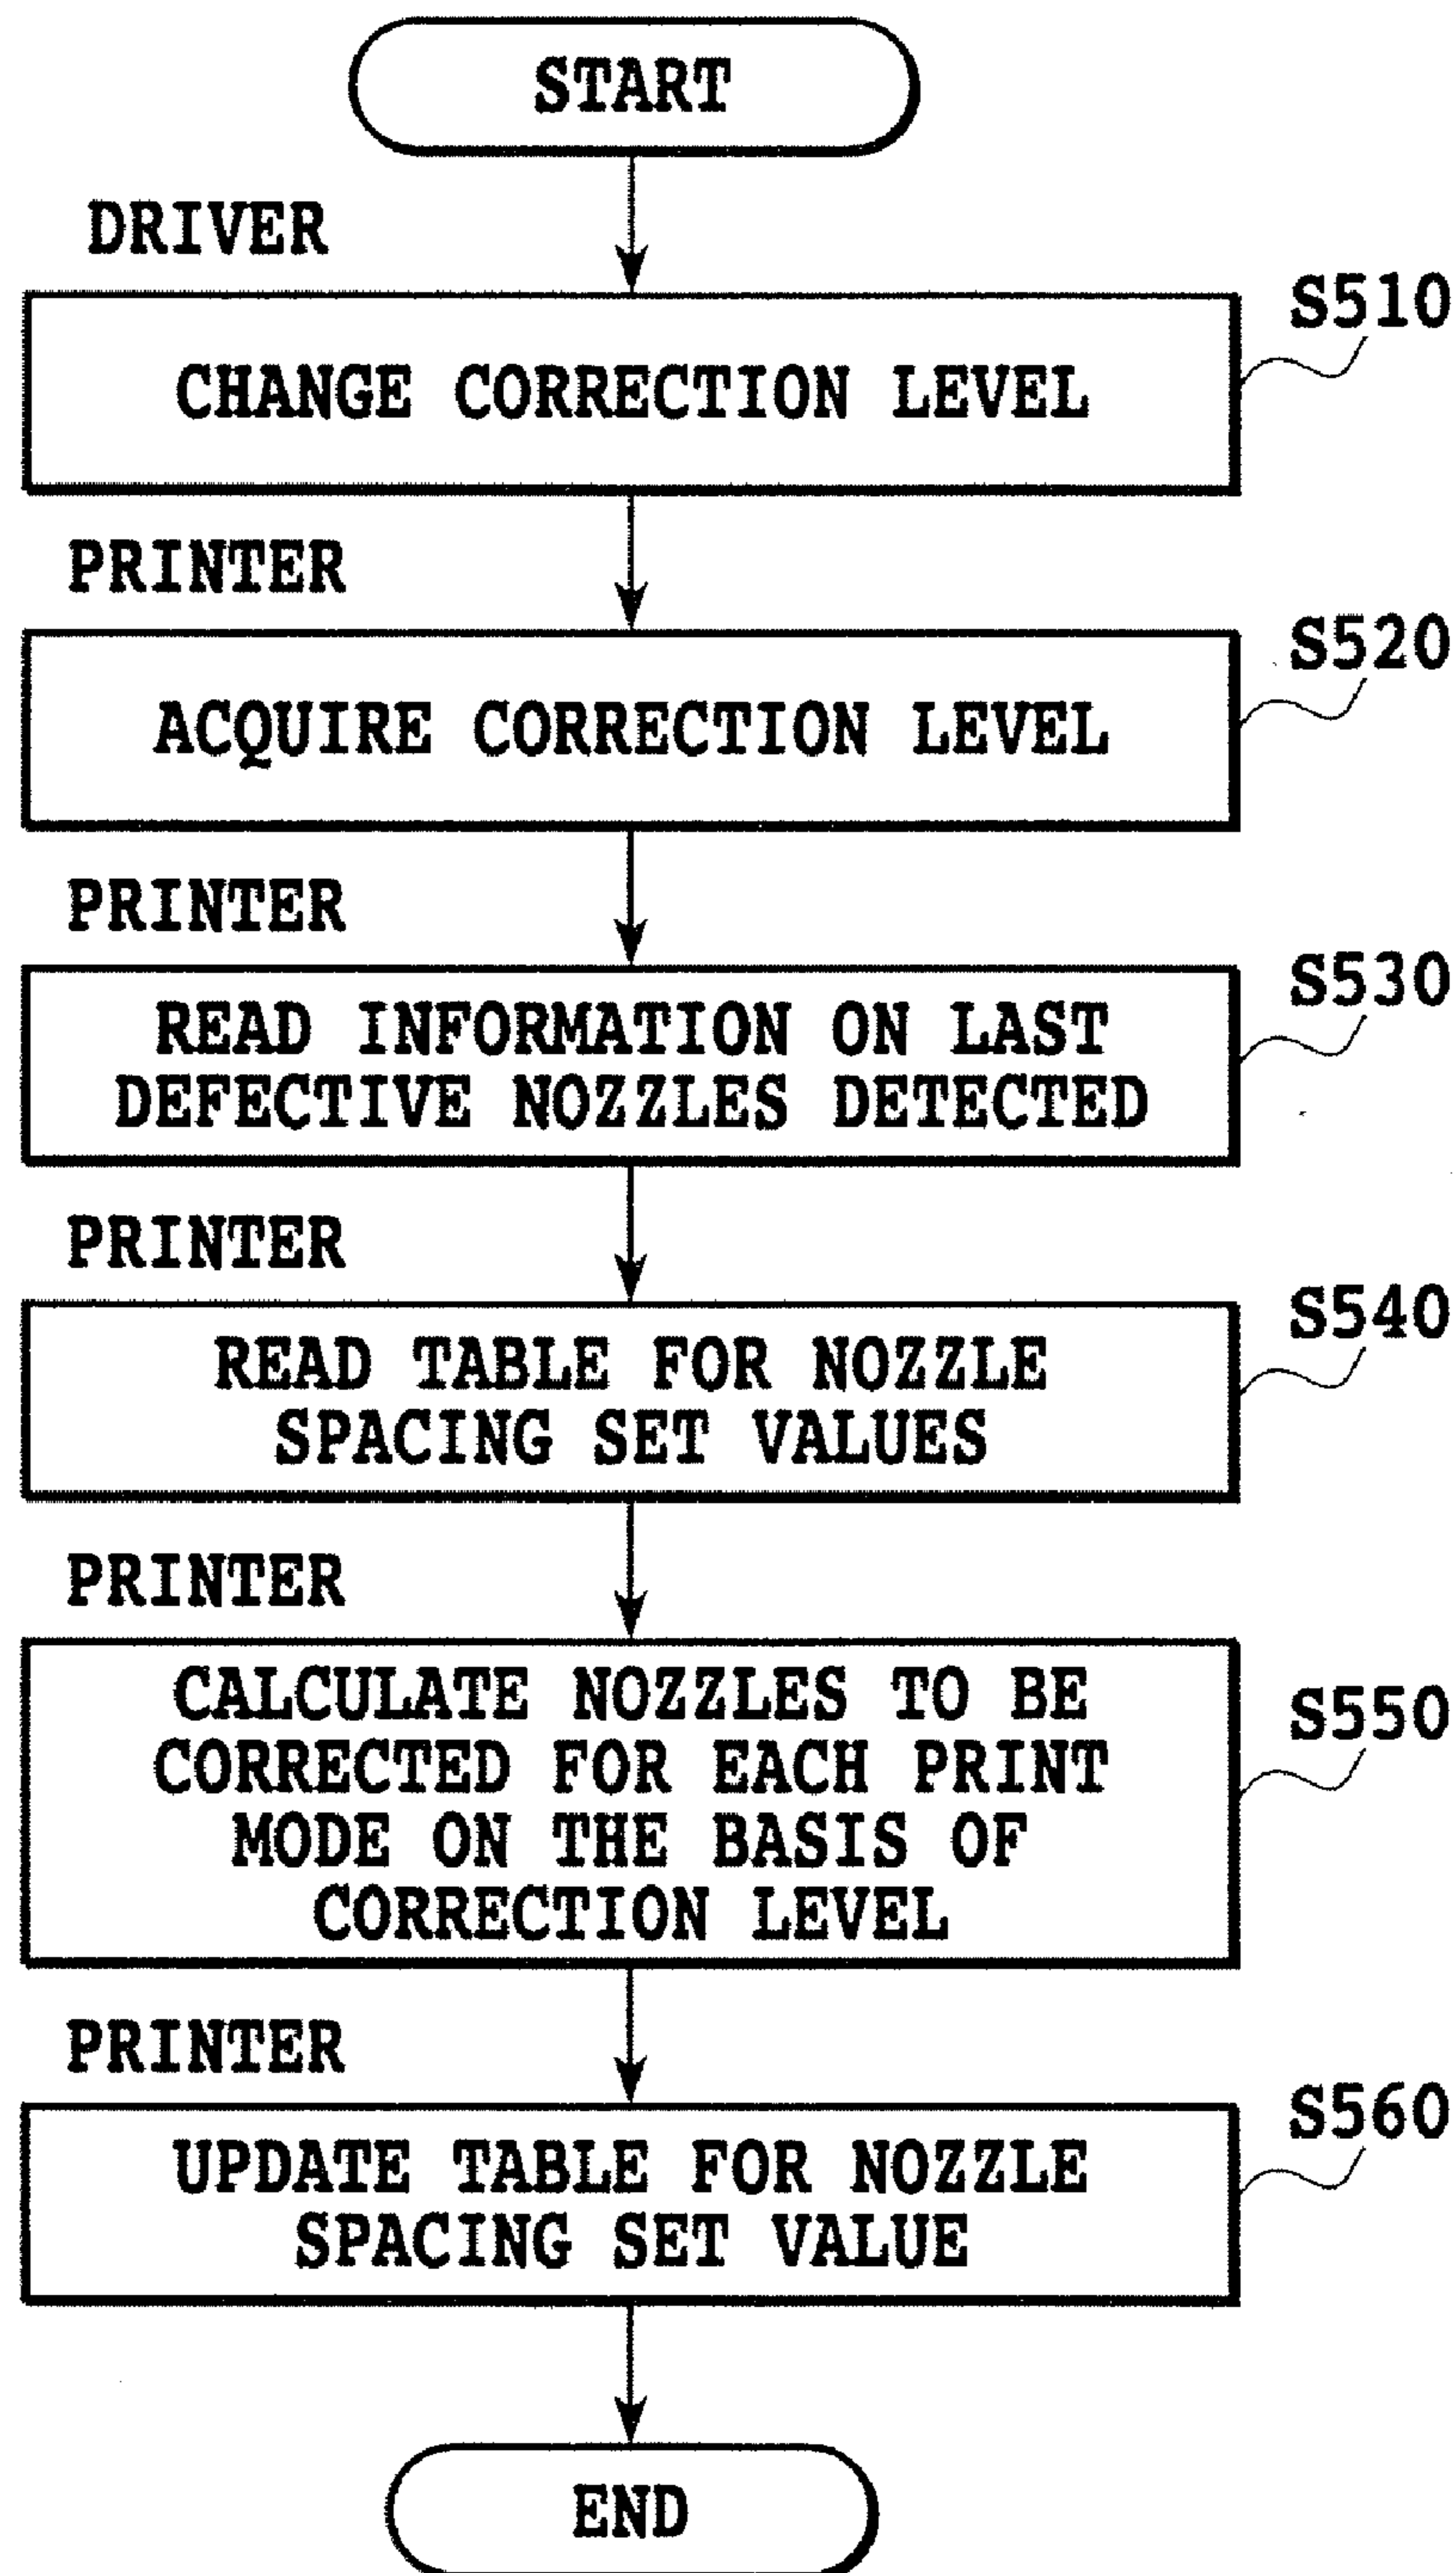 START
DRIVER
S510
CHANGE CORRECTION LEVEL
PRINTER
S520
ACQUIRE CORRECTION LEVEL
PRINTER
S530
READ INFORMATION ON LAST
DEFECTIVE NOZZLES DETECTED
PRINTER
S540
READ TABLE FOR NOZZLE
SPACING SET VALUES
PRINTER
S550
CALCULATE NOZZLES TO BE
CORRECTED FOR EACH PRINT
MODE ON THE BASIS OF
CORRECTION LEVEL
PRINTER
S560
UPDATE TABLE FOR NOZZLE
SPACING SET VALUE
END